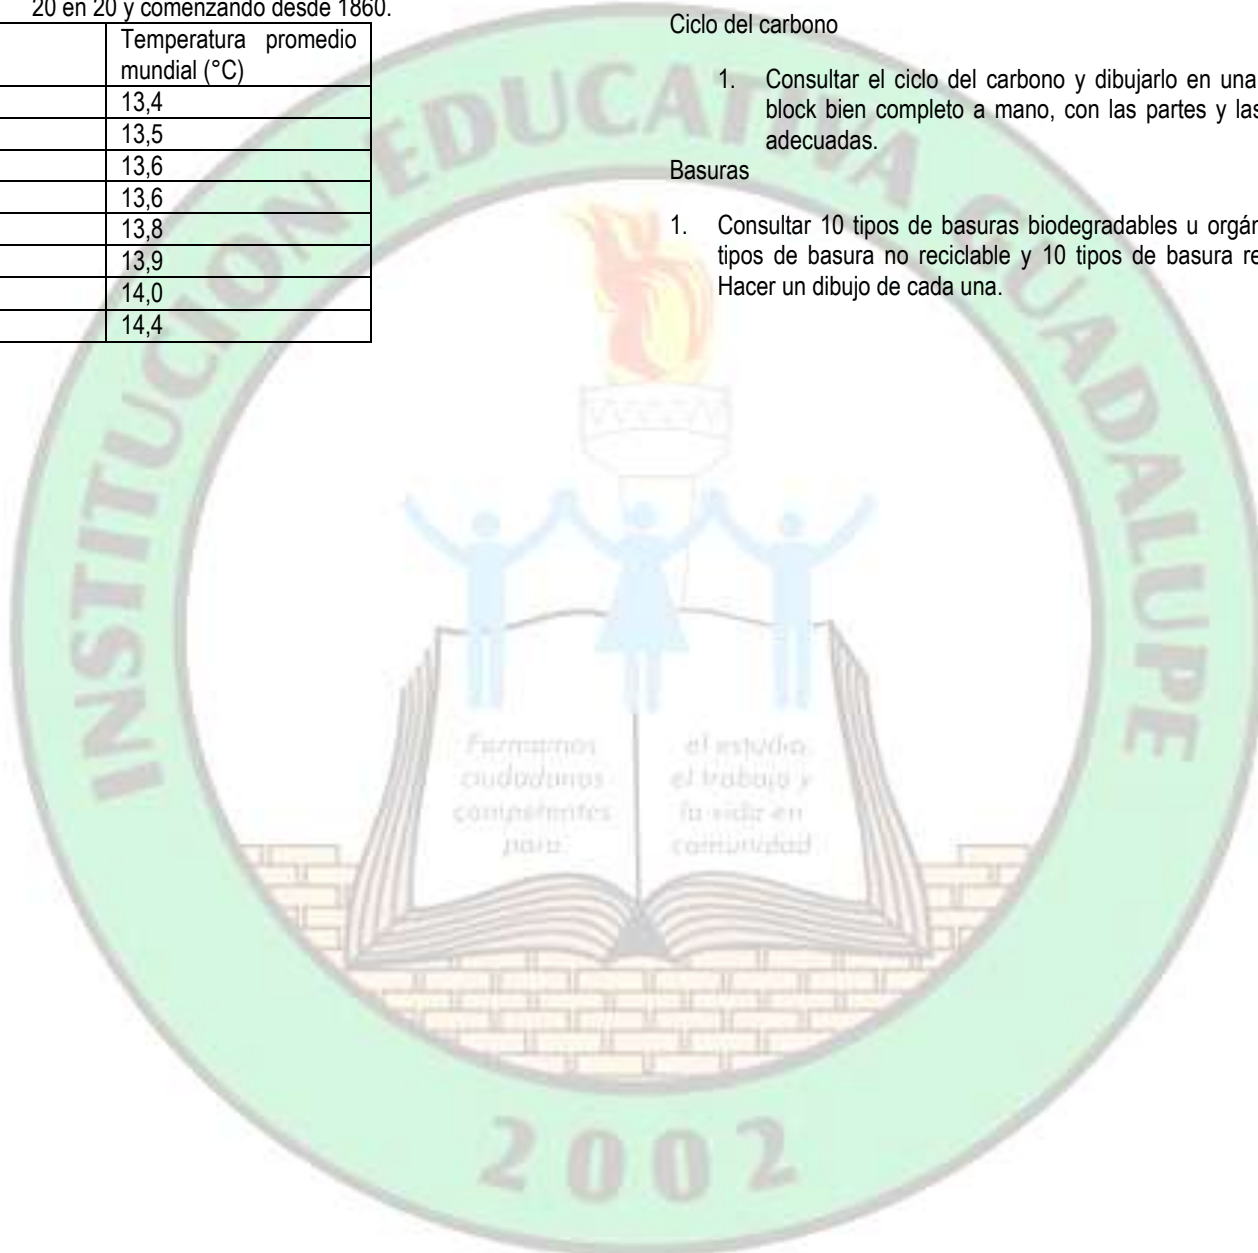 20 en 20 y comenzando desde 1860.
Temperatura promedio
mundial (°C)
13,4
13,5
13,6
13,6
13,8
13,9
14,0
14,4
Ciclo del carbono
1. Consultar el ciclo del carbono y dibujarlo en una
block bien completo a mano, con las partes y las
adecuadas.
Basuras
1. Consultar 10 tipos de basuras biodegradables u orgán
tipos de basura no reciclable y 10 tipos de basura re
Hacer un dibujo de cada una.
INSTITUCION EDUCATIVA GUADALUPE
Formamos
ciudadanos
competentes
para
el estudio,
el trabajo y
la vida en
comunidad
2002